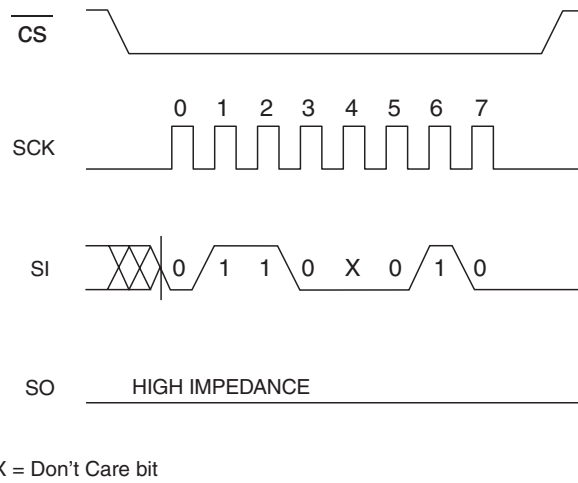 CS
0 1 2 3 4 5 6 7
SCK
SI 0 1 1 0 X 0 1 0
SO HIGH IMPEDANCE
X = Don't Care bit